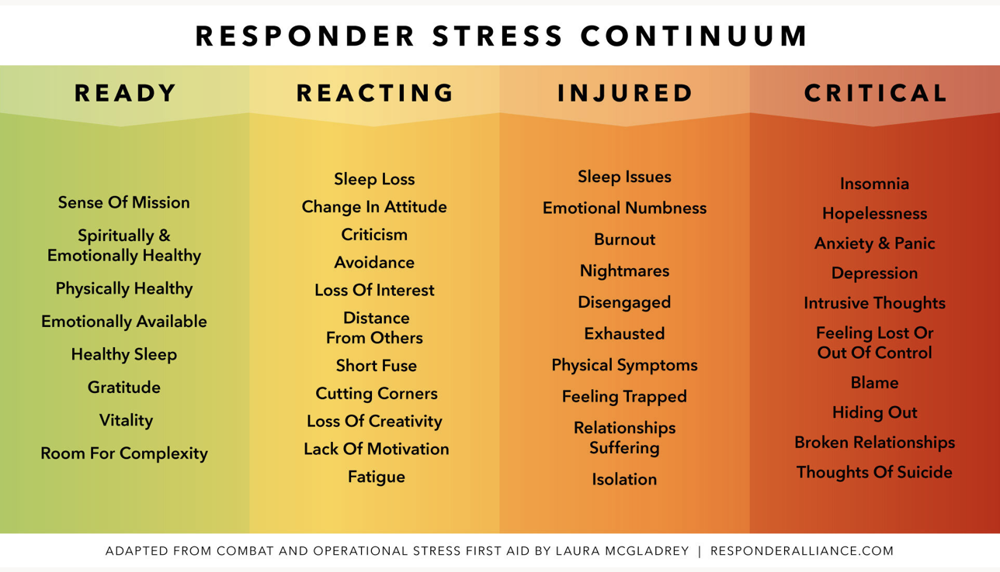 RESPONDER STRESS CONTINUUM
READY
Sense Of Mission
Spiritually &
Emotionally Healthy
Physically Healthy
Emotionally Available
Healthy Sleep
Gratitude
Vitality
Room For Complexity
REACTING
Sleep Loss
Change In Attitude
Criticism
Avoidance
Loss Of Interest
Distance
From Others
Short Fuse
Cutting Corners
Loss Of Creativity
Lack Of Motivation
Fatigue
INJURED
Sleep Issues
Emotional Numbness
Burnout
Nightmares
Disengaged
Exhausted
Physical Symptoms
Feeling Trapped
Relationships
Suffering
Isolation
CRITICAL
Insomnia
Hopelessness
Anxiety & Panic
Depression
Intrusive Thoughts
Feeling Lost Or
Out Of Control
Blame
Hiding Out
Broken Relationships
Thoughts Of Suicide
ADAPTED FROM COMBAT AND OPERATIONAL STRESS FIRST AID BY LAURA MCGLADREY | RESPONDERALLIANCE.COM